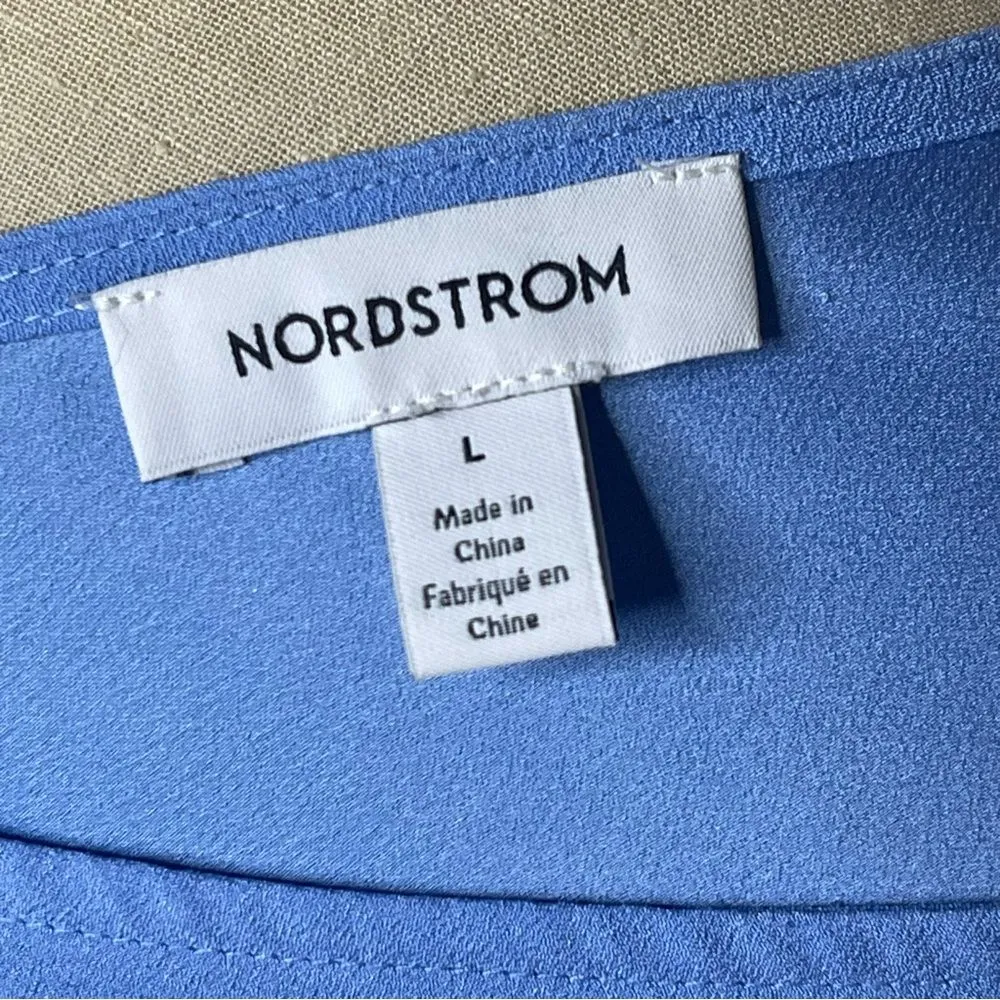 NORDSTROM
L
Made in
China
Fabriqué en
Chine